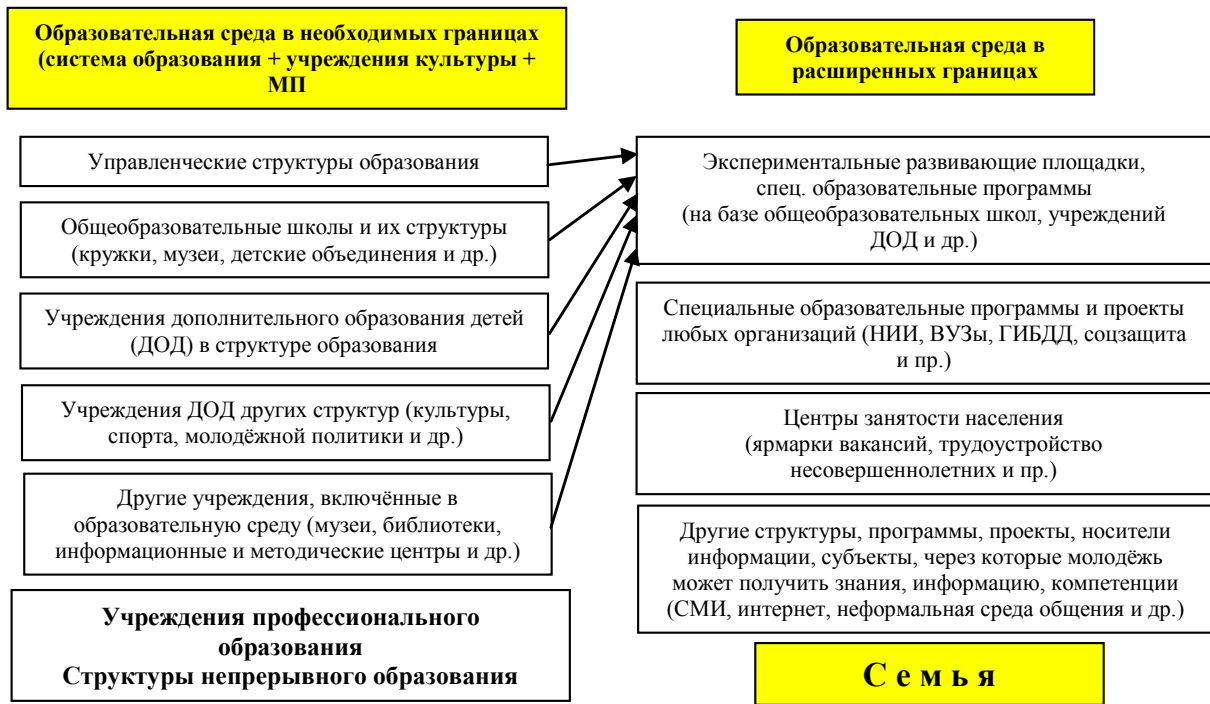 Образовательная среда в необходимых границах
(система образования + учреждения культуры +
МП
Образовательная среда в
расширенных границах
Управленческие структуры образования
Общеобразовательные школы и их структуры
(кружки, музеи, детские объединения и др.)
Учреждения дополнительного образования детей
(ДОД) в структуре образования
Учреждения ДОД других структур (культуры,
спорта, молодёжной политики и др.)
Другие учреждения, включённые в
образовательную среду (музеи, библиотеки,
информационные и методические центры и др.)
Учреждения профессионального
образования
Структуры непрерывного образования
Экспериментальные развивающие площадки,
спец. образовательные программы
(на базе общеобразовательных школ, учреждений
ДОД и др.)
Специальные образовательные программы и проекты
любых организаций (НИИ, ВУЗы, ГИБДД, соцзащита
и пр.)
Центры занятости населения
(ярмарки вакансий, трудоустройство
несовершеннолетних и пр.)
Другие структуры, программы, проекты, носители
информации, субъекты, через которые молодёжь
может получить знания, информацию, компетенции
(СМИ, интернет, неформальная среда общения и др.)
С е м ь я